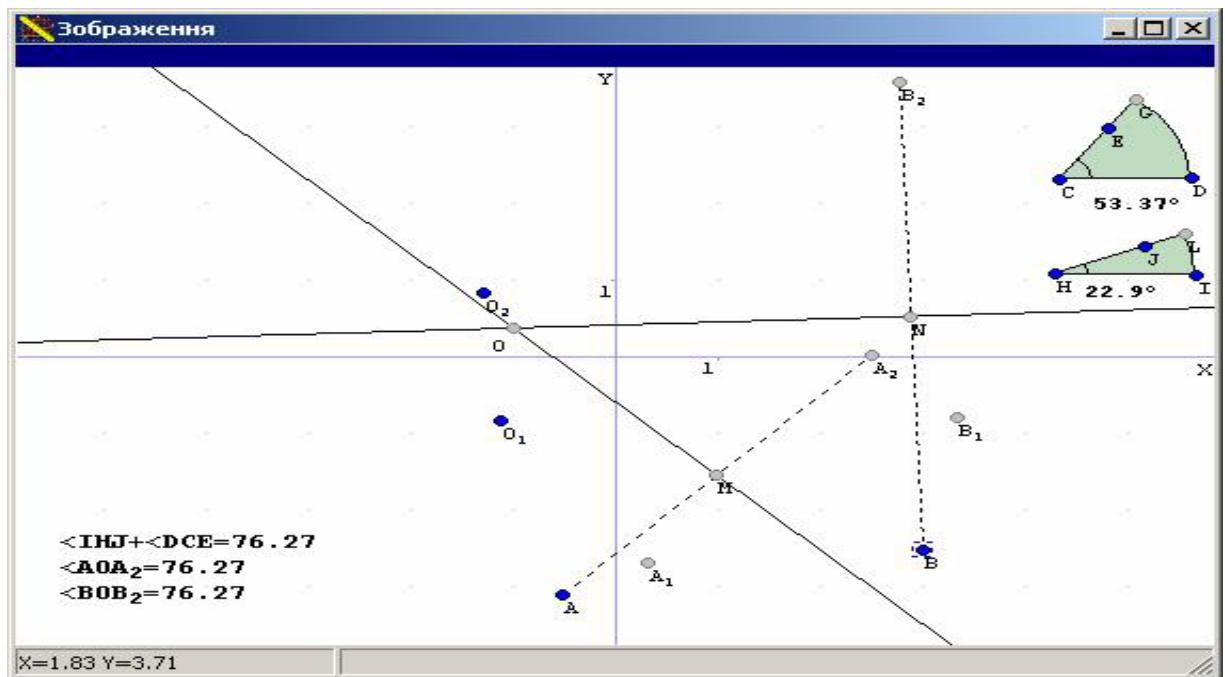 Зображення
Y
B₂
G
E
C
D
53.37°
L
J
H
22.9°
I
1
O₂
O
N
1
A₂
X
O₁
B₁
M
<IHJ+<DCE=76.27
<AOA₂=76.27
<BOB₂=76.27
B
A₁
A
X=1.83 Y=3.71